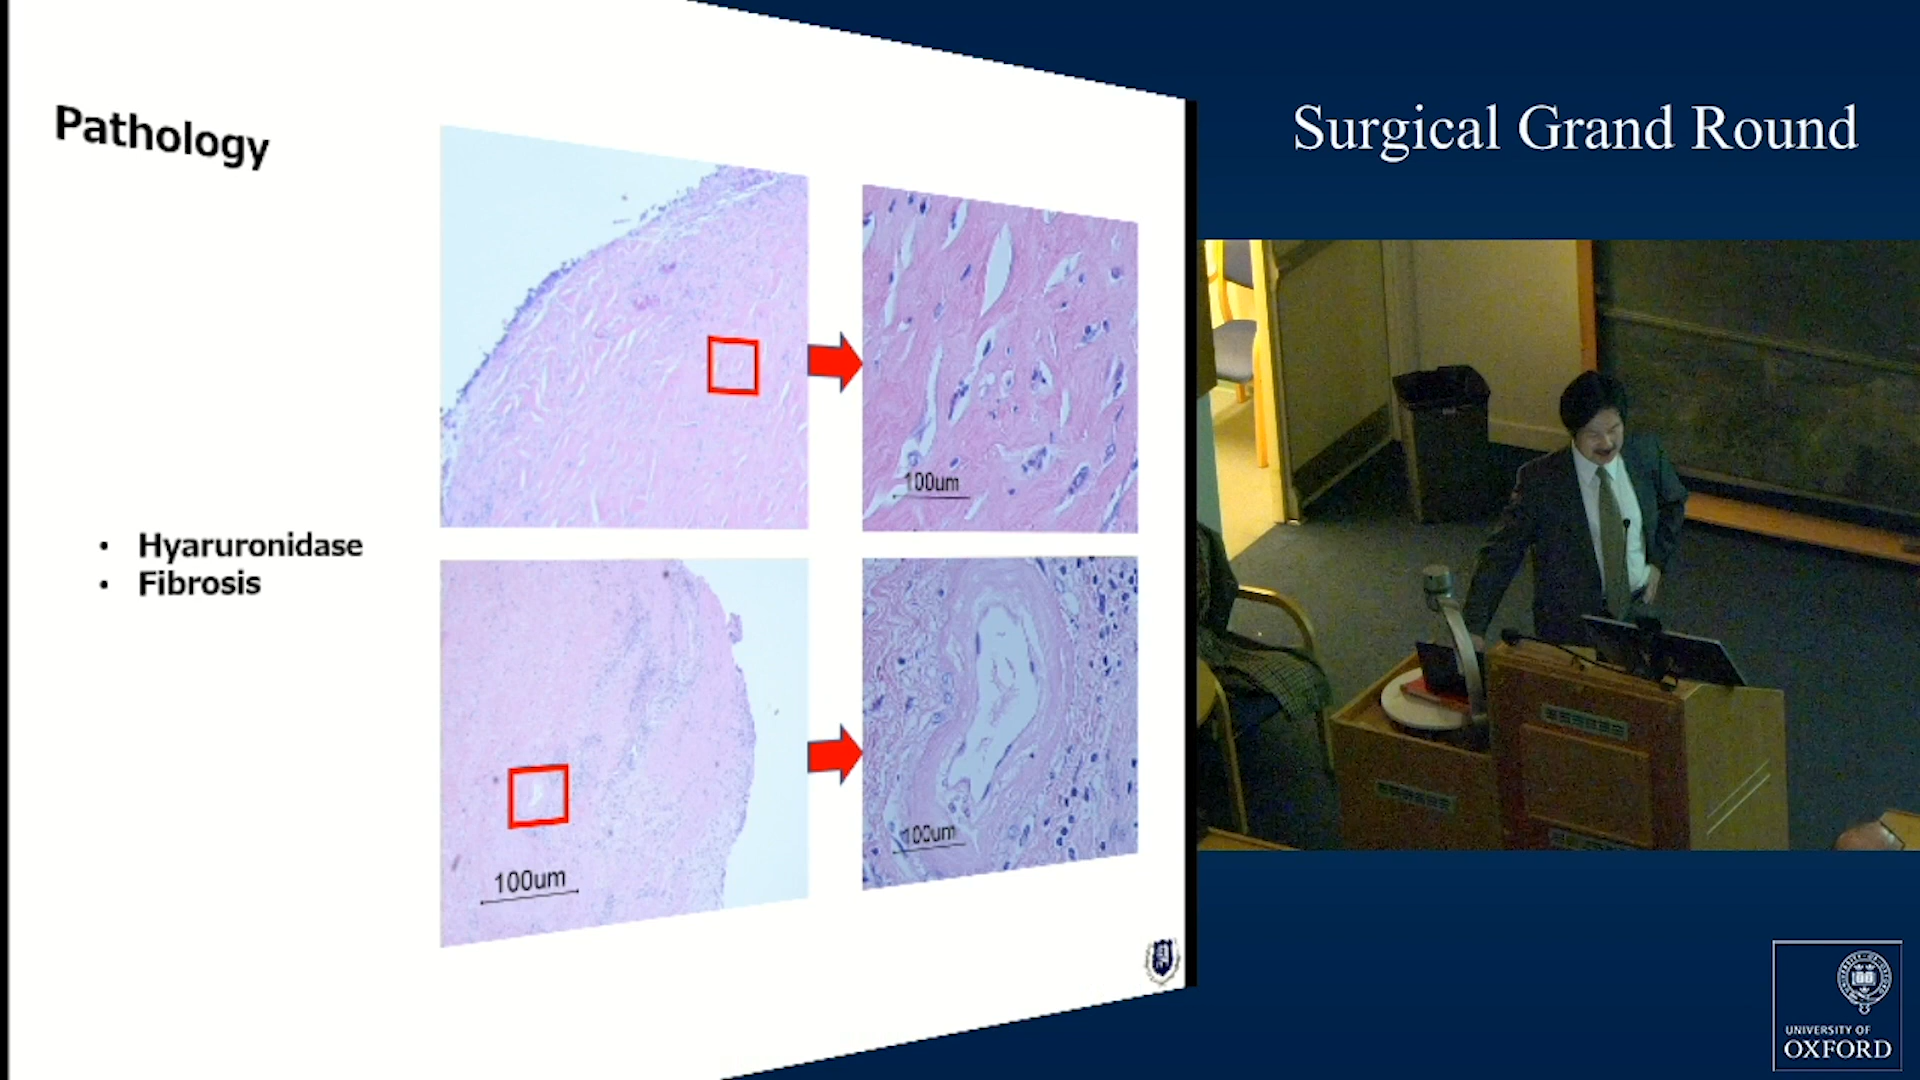 Surgical Grand Round
Pathology
• Hyaruronidase
• Fibrosis
100um
100um
100um
UNIVERSITY OF
OXFORD